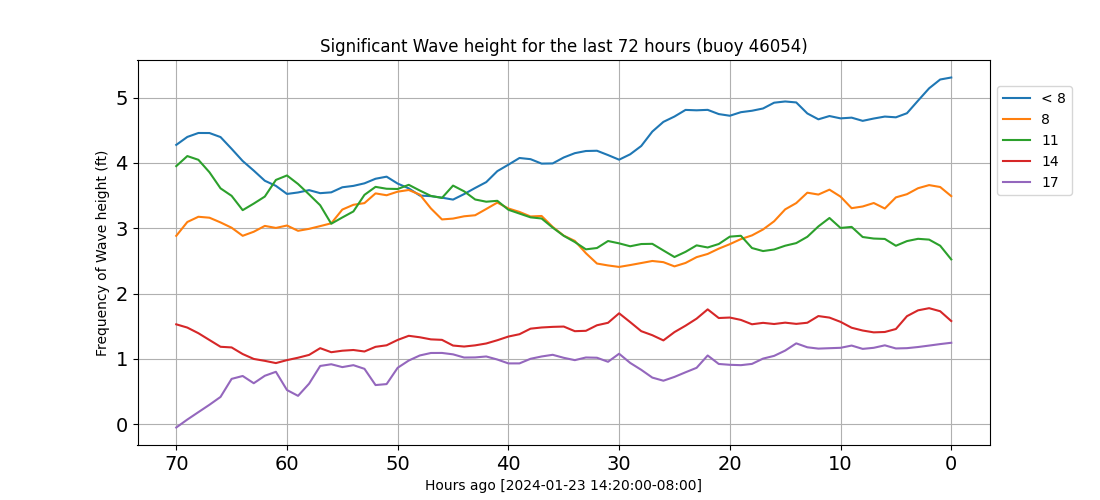 Significant Wave height for the last 72 hours (buoy 46054)
Frequency of Wave height (ft)
5
4
3
2
1
0
70 60 50 40 30 20 10 0
Hours ago [2024-01-23 14:20:00-08:00]
< 8
8
11
14
17